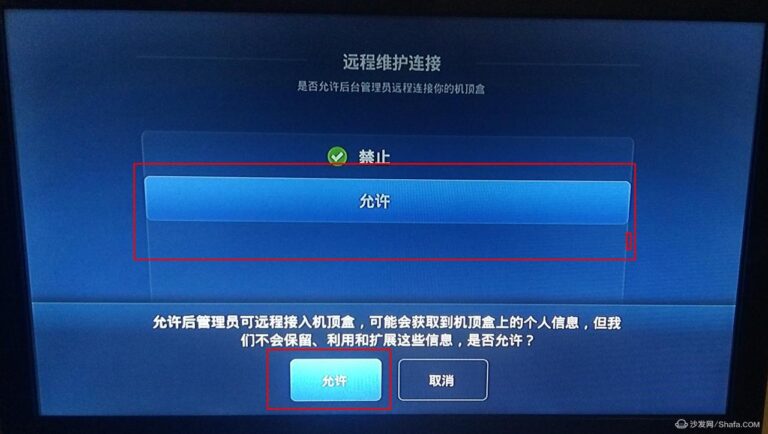 远程维护连接
是否允许后台管理员远程连接你的机顶盒
禁止
允许
允许后管理员可远程接入机顶盒，可能会获取到机顶盒上的个人信息，但我
们不会保留、利用和扩展这些信息，是否允许？
允许
取消
沙发网/Shafa.COM